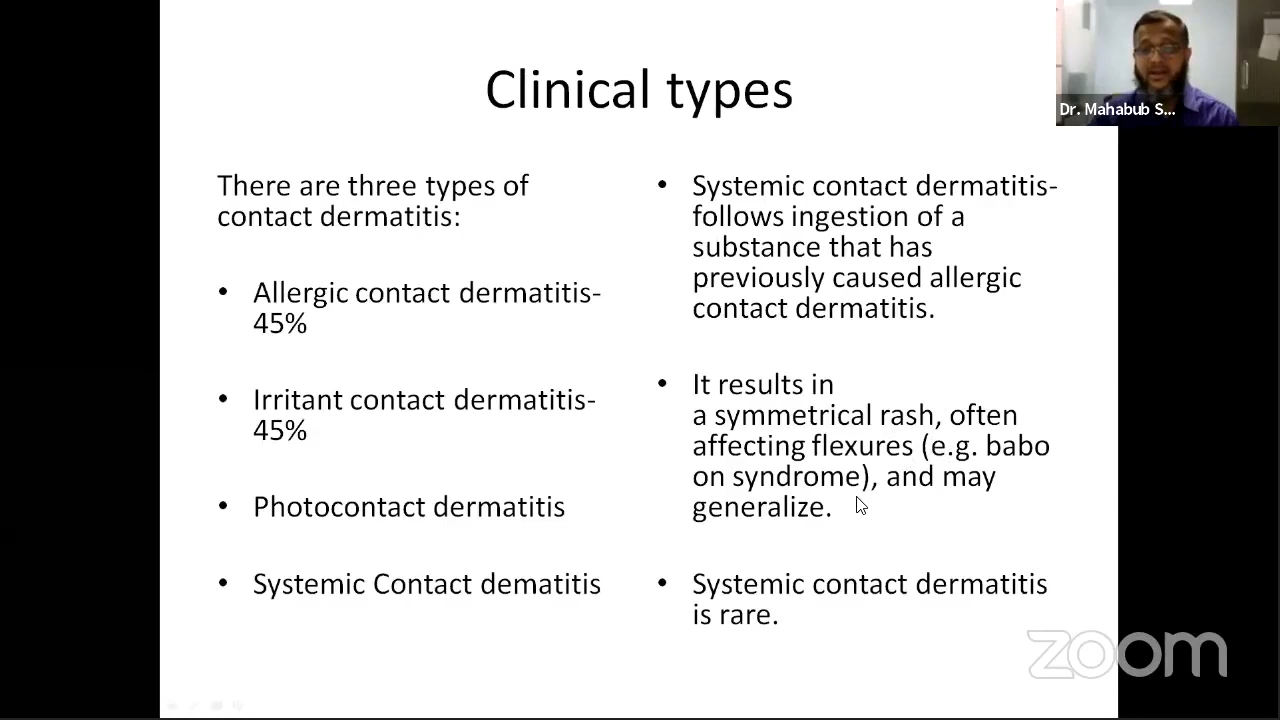 Clinical types
Dr. Mahabub S...
There are three types of
contact dermatitis:
• Allergic contact dermatitis-
45%
• Irritant contact dermatitis-
45%
• Photocontact dermatitis
• Systemic Contact dematitis
• Systemic contact dermatitis-
follows ingestion of a
substance that has
previously caused allergic
contact dermatitis.
• It results in
a symmetrical rash, often
affecting flexures (e.g. babo
on syndrome), and may
generalize.
• Systemic contact dermatitis
is rare.
zoom